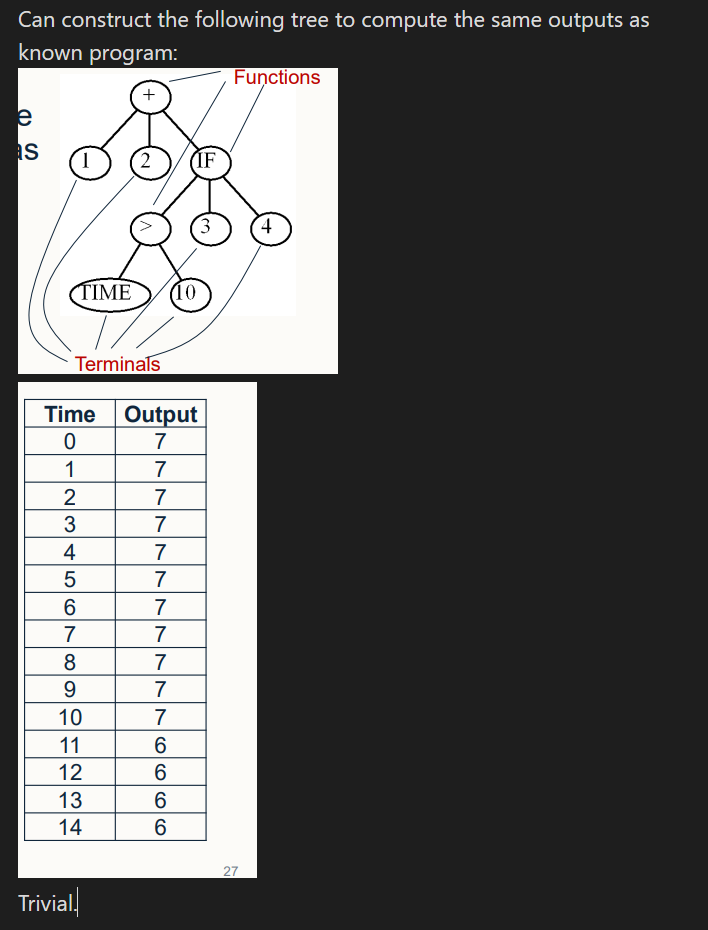 Can construct the following tree to compute the same outputs as
known program:
Functions
e
as
+
1 2 IF
> 3 4
TIME 10
Terminals
Time Output
0 7
1 7
2 7
3 7
4 7
5 7
6 7
7 7
8 7
9 7
10 7
11 6
12 6
13 6
14 6
27
Trivial.